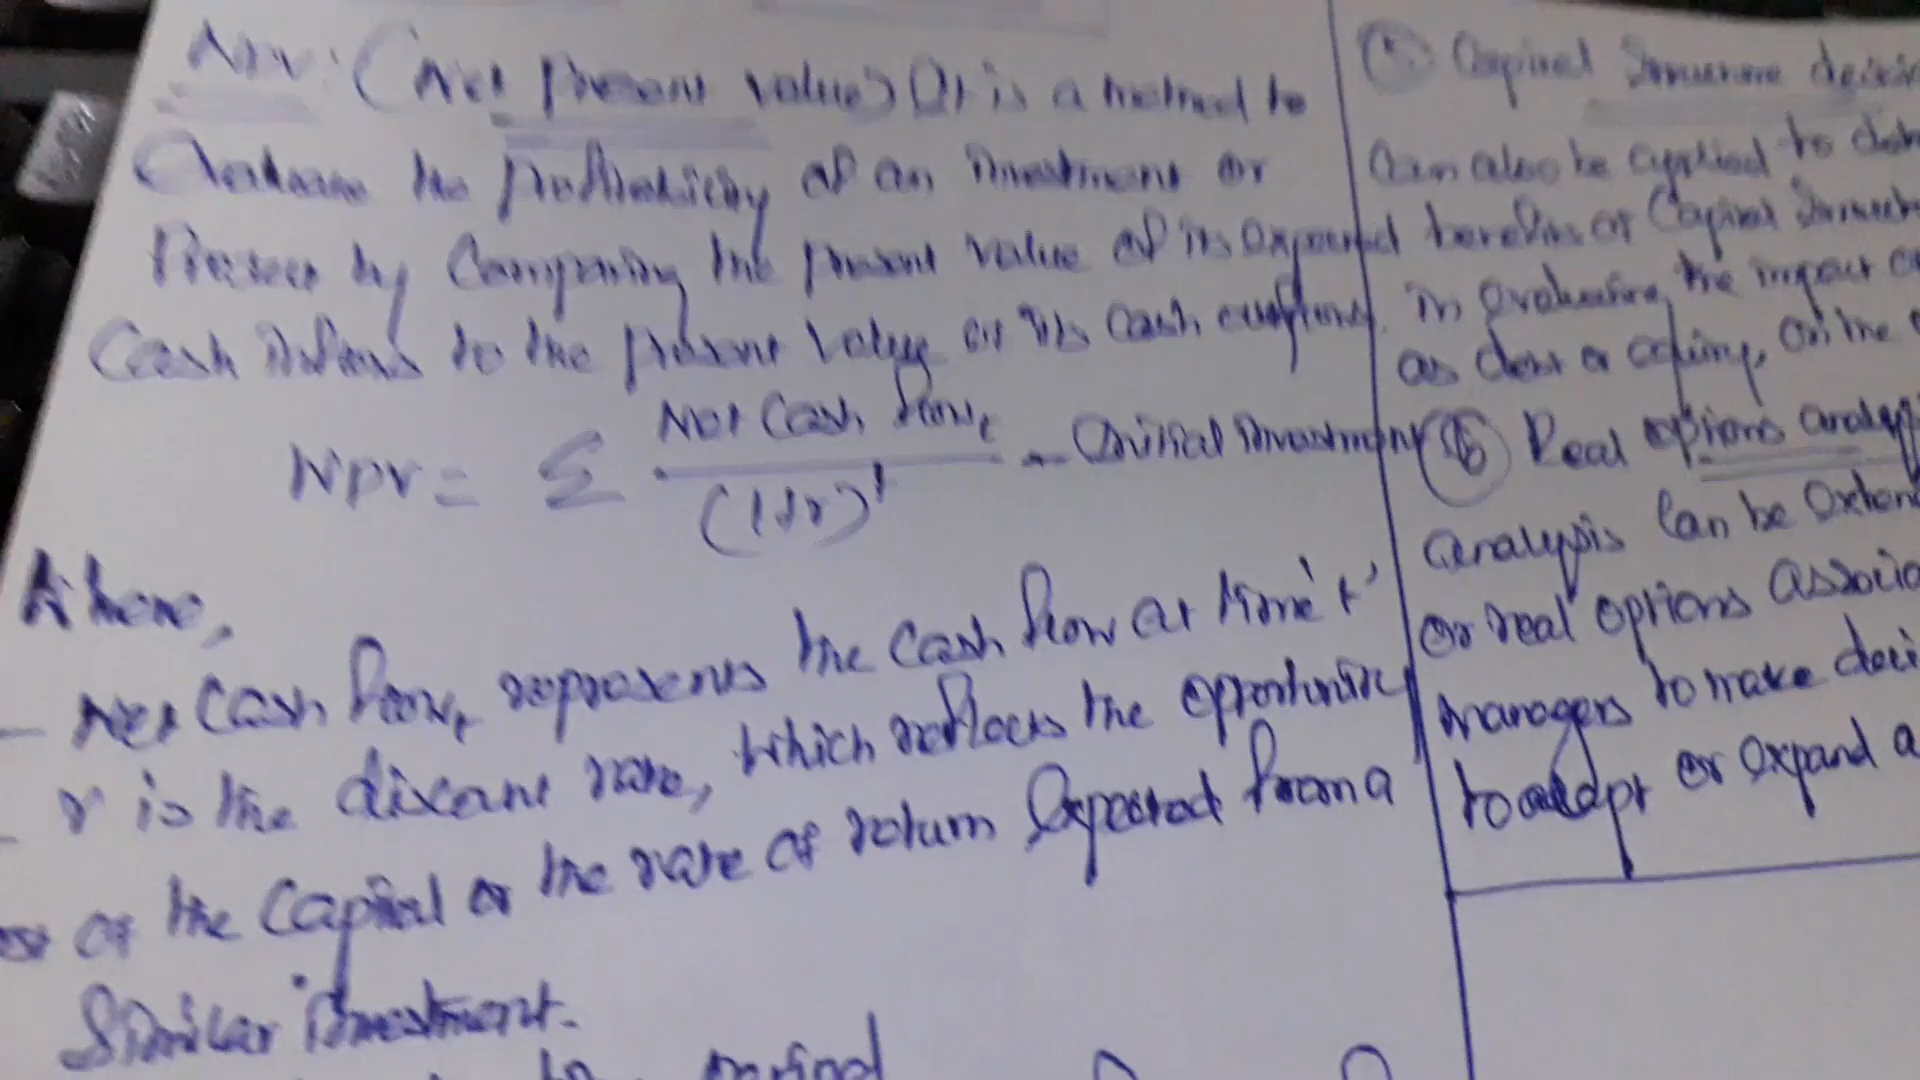 NPV: (Net Present value) It is a method to
evaluate the profitability of an investment or
by comparing the present value of its expected
Cash inflows to the present value of its cash outflows.
NPV = Σ Net Cash flow t / (1+r)^t - Initial Investment
where,
- Net Cash flow t represents the cash flow at time 't'
- r is the discount rate, which reflects the opportunity
of the capital or the rate of return expected from a
Similar investment.
to
period
5 Capital Structure
can also be applied to
benefits of Capital
in evaluating the impact
as debt or equity, on the
6 Real options
analysis can be
or real options
managers to make
to adapt or expand a